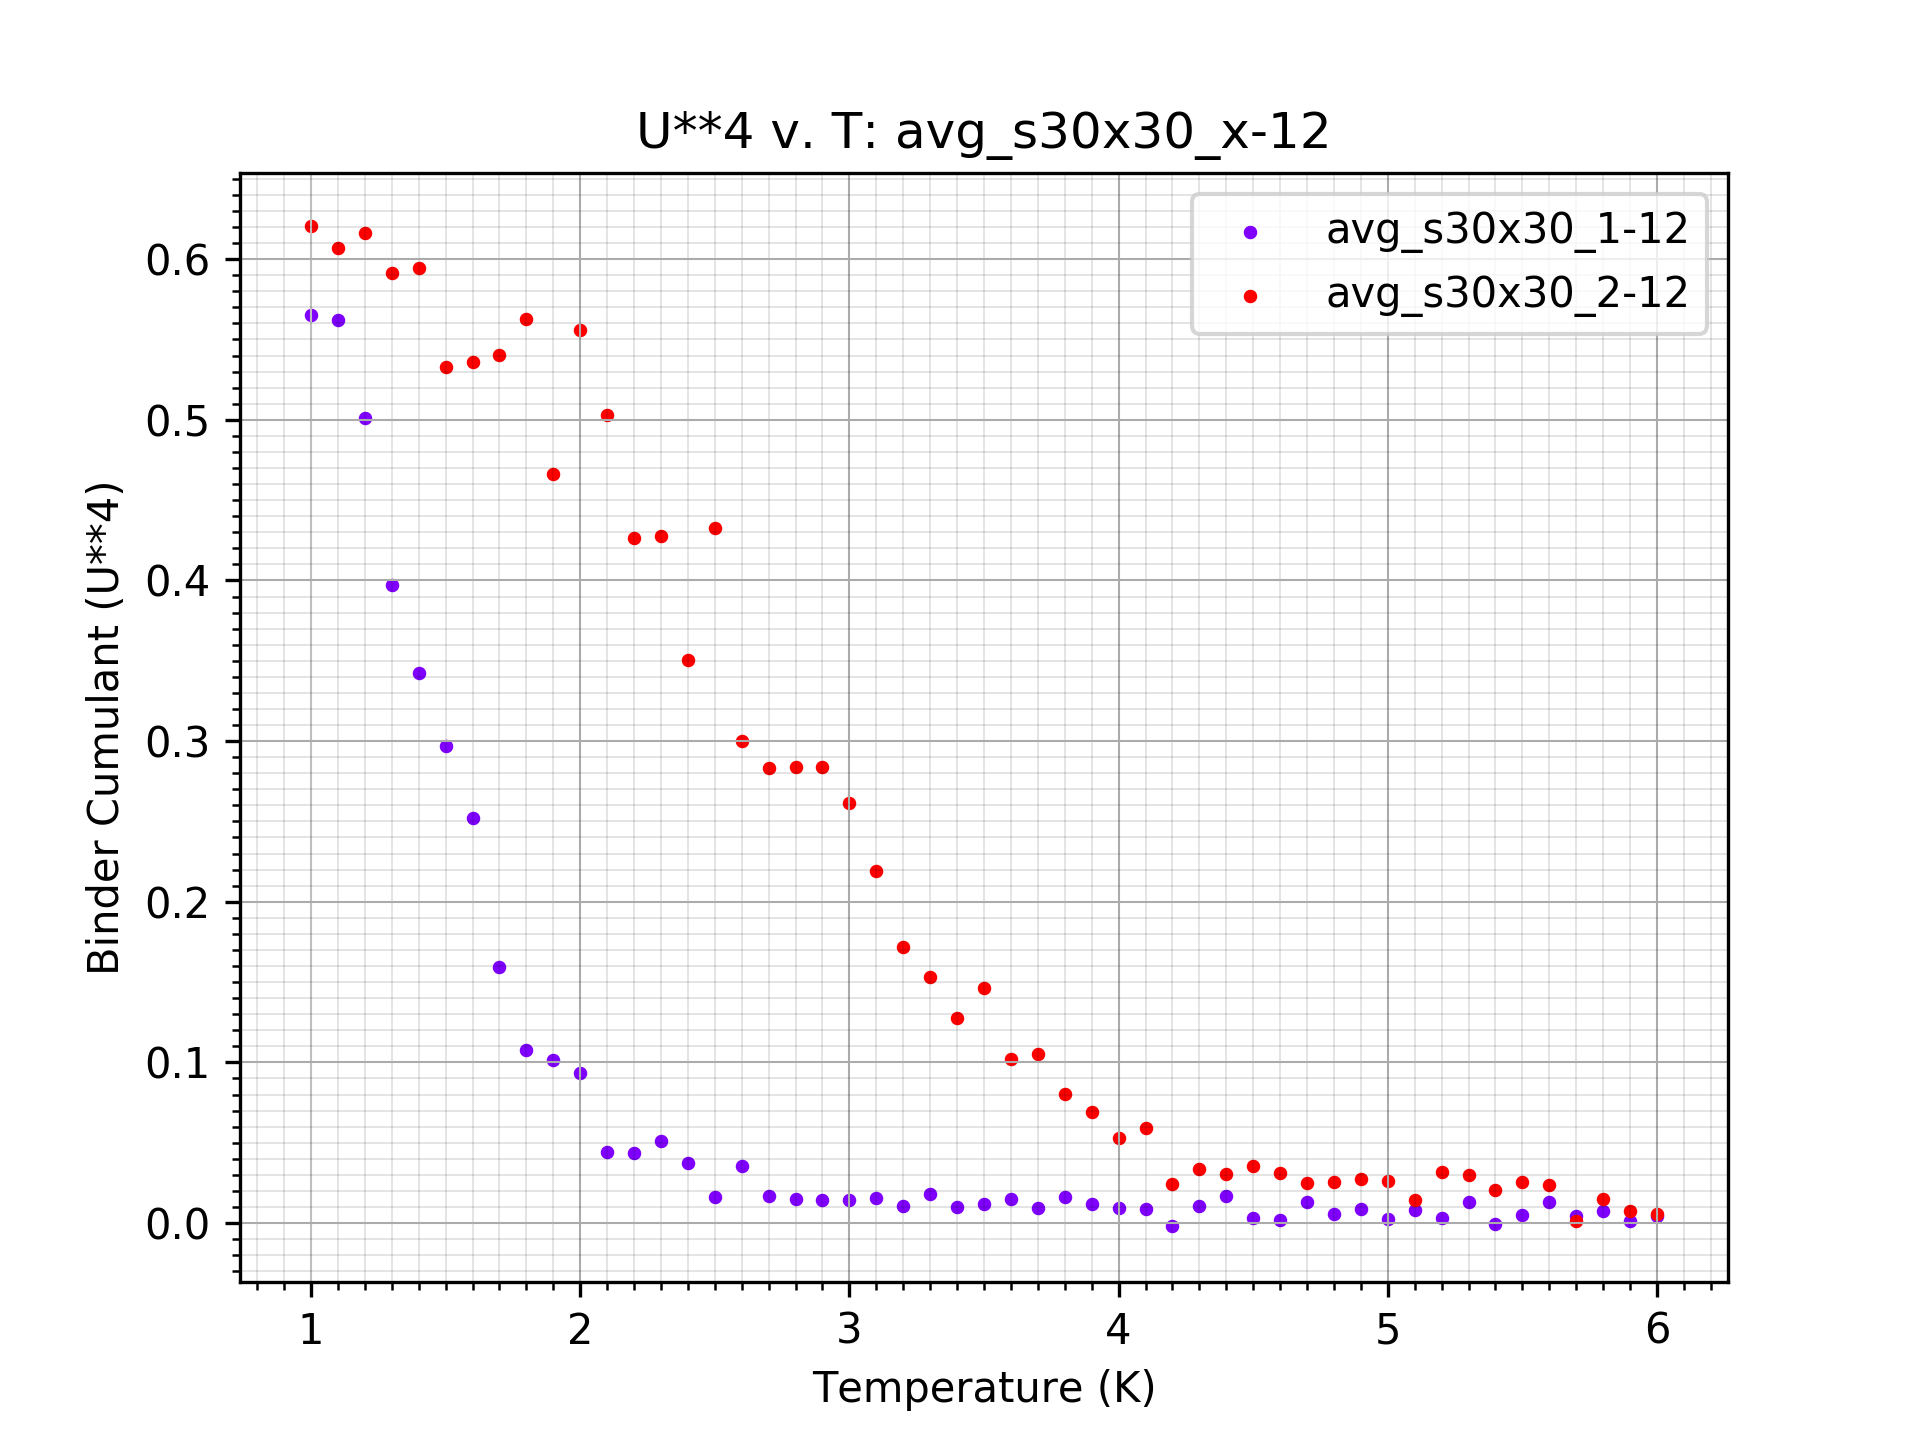 U**4 v. T: avg_s30x30_x-12
avg_s30x30_1-12
avg_s30x30_2-12
Binder Cumulant (U**4)
0.6
0.5
0.4
0.3
0.2
0.1
0.0
1 2 3 4 5 6
Temperature (K)